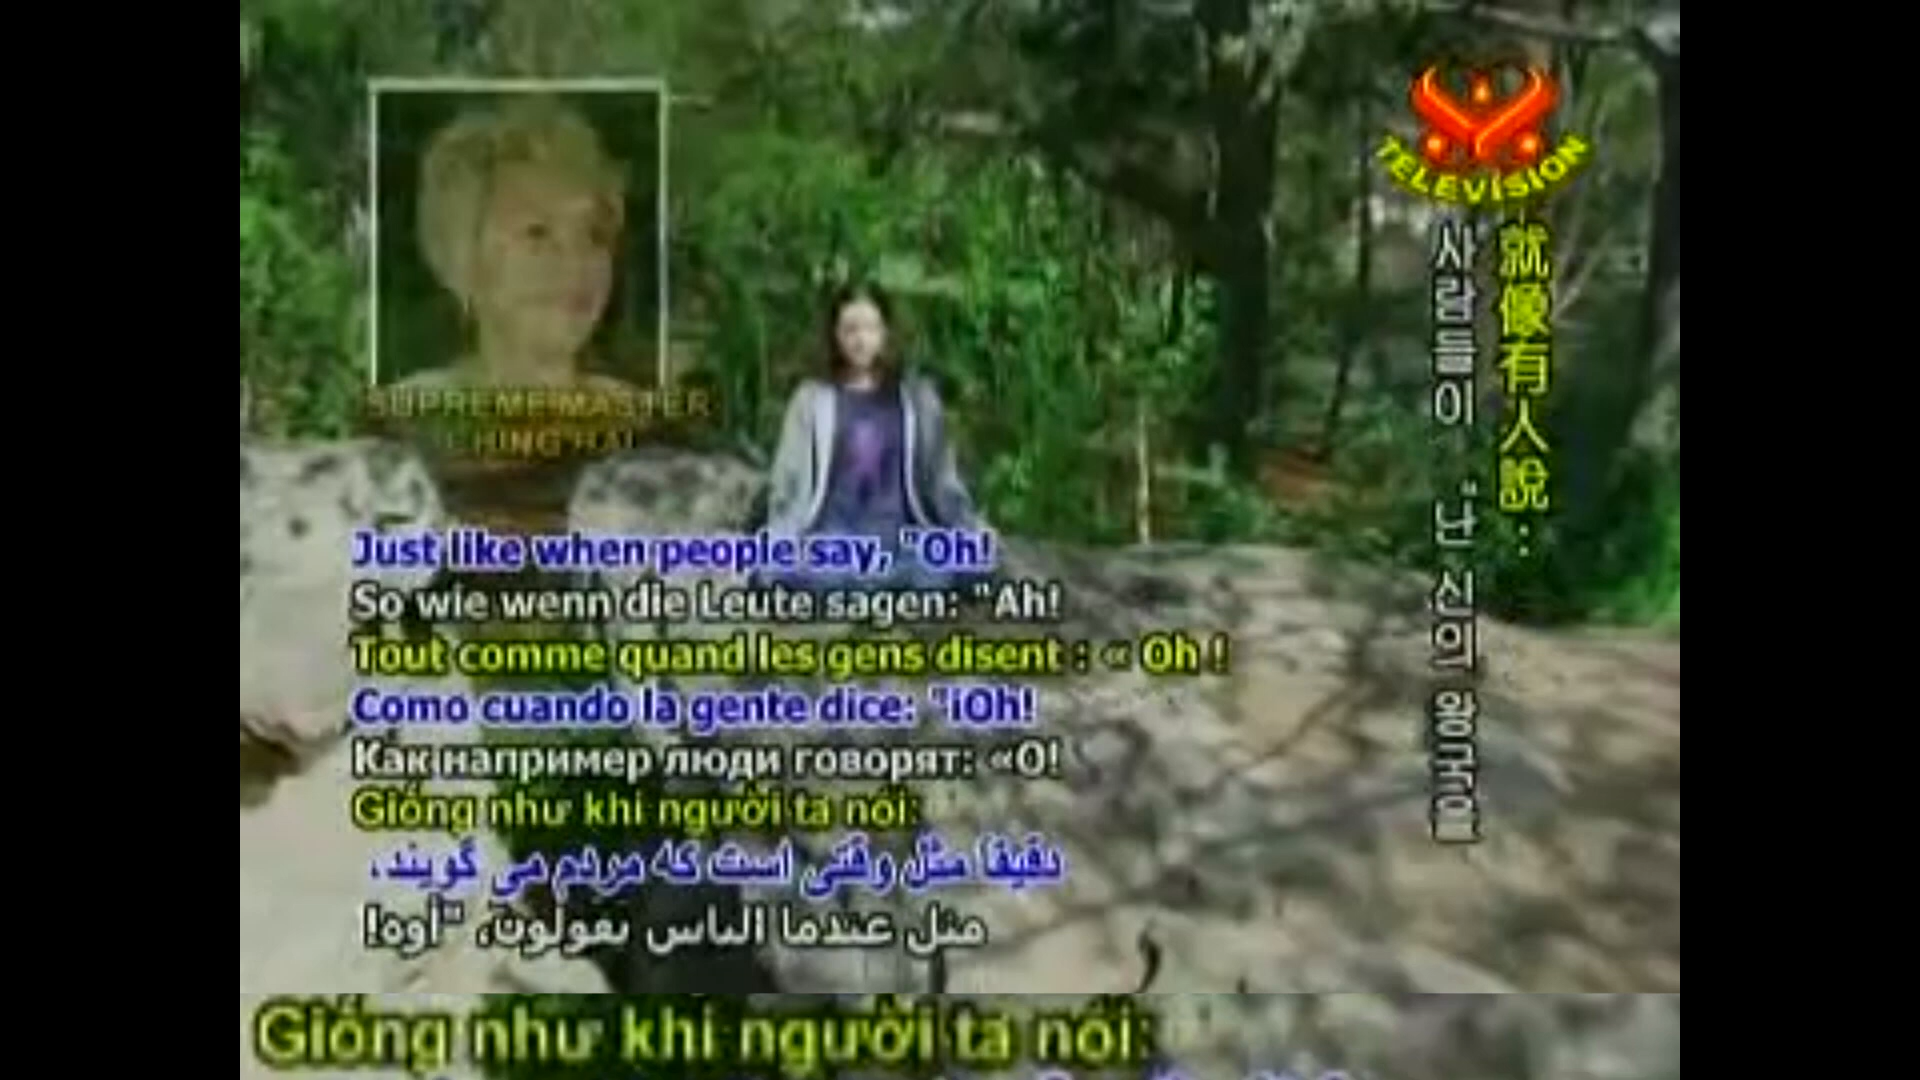 TELEVISION
SUPREME MASTER
CHING HAI
就像有人說：
사람들이 "난 신의 왕국에
Just like when people say, "Oh!
So wie wenn die Leute sagen: "Ah!
Tout comme quand les gens disent : « Oh !
Como cuando la gente dice: "¡Oh!
Как например люди говорят: «О!
Giống như khi người ta nói:
دقیقاً مثل وقتی است که مردم می گویند،
مثل عندما الناس يقولون، "أوه!
Giống như khi người ta nói: